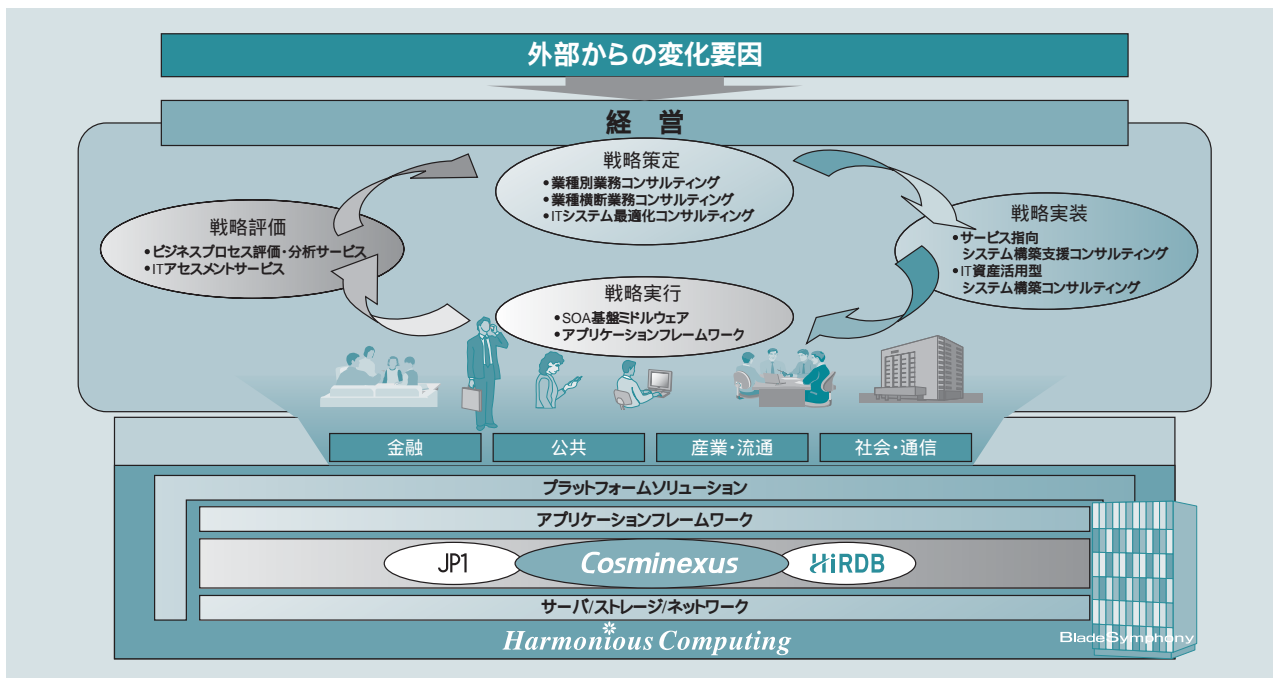 外部からの変化要因
経 営
戦略策定
•業種別業務コンサルティング
•業種横断業務コンサルティング
•ITシステム最適化コンサルティング
戦略評価
•ビジネスプロセス評価・分析サービス
•ITアセスメントサービス
戦略実装
•サービス指向
システム構築支援コンサルティング
•IT資産活用型
システム構築コンサルティング
戦略実行
•SOA基盤ミドルウェア
•アプリケーションフレームワーク
金融
公共
産業・流通
社会・通信
プラットフォームソリューション
アプリケーションフレームワーク
JP1
Cosminexus
HiRDB
サーバ/ストレージ/ネットワーク
Harmonious Computing
BladeSymphony